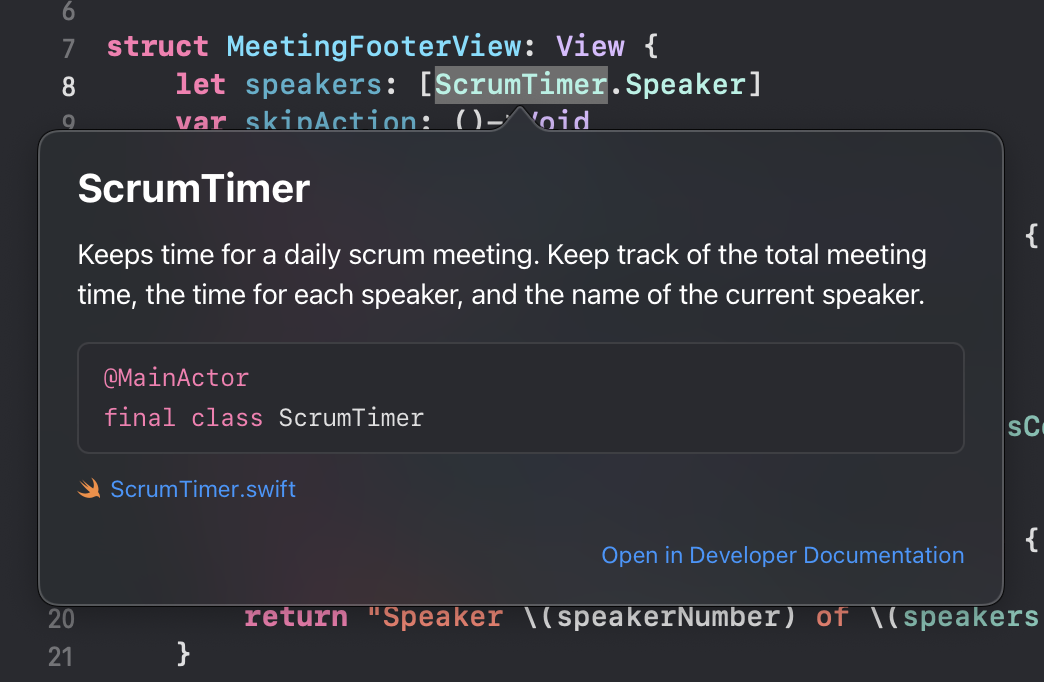 6
7 struct MeetingFooterView: View {
8 let speakers: [ScrumTimer.Speaker]
9 var skipAction: ()->Void
ScrumTimer
Keeps time for a daily scrum meeting. Keep track of the total meeting
time, the time for each speaker, and the name of the current speaker.
{
@MainActor
final class ScrumTimer
sCo
ScrumTimer.swift
{
Open in Developer Documentation
20 return "Speaker \(speakerNumber) of \(speakers
21 }